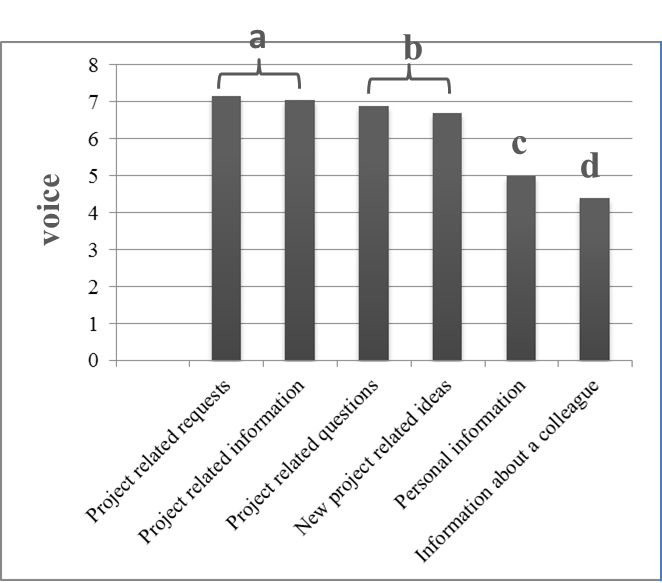 a
b
8
7
6
5
4
3
2
1
0
voice
c
d
Project related requests
Project related information
Project related questions
New project related ideas
Personal information
Information about a colleague